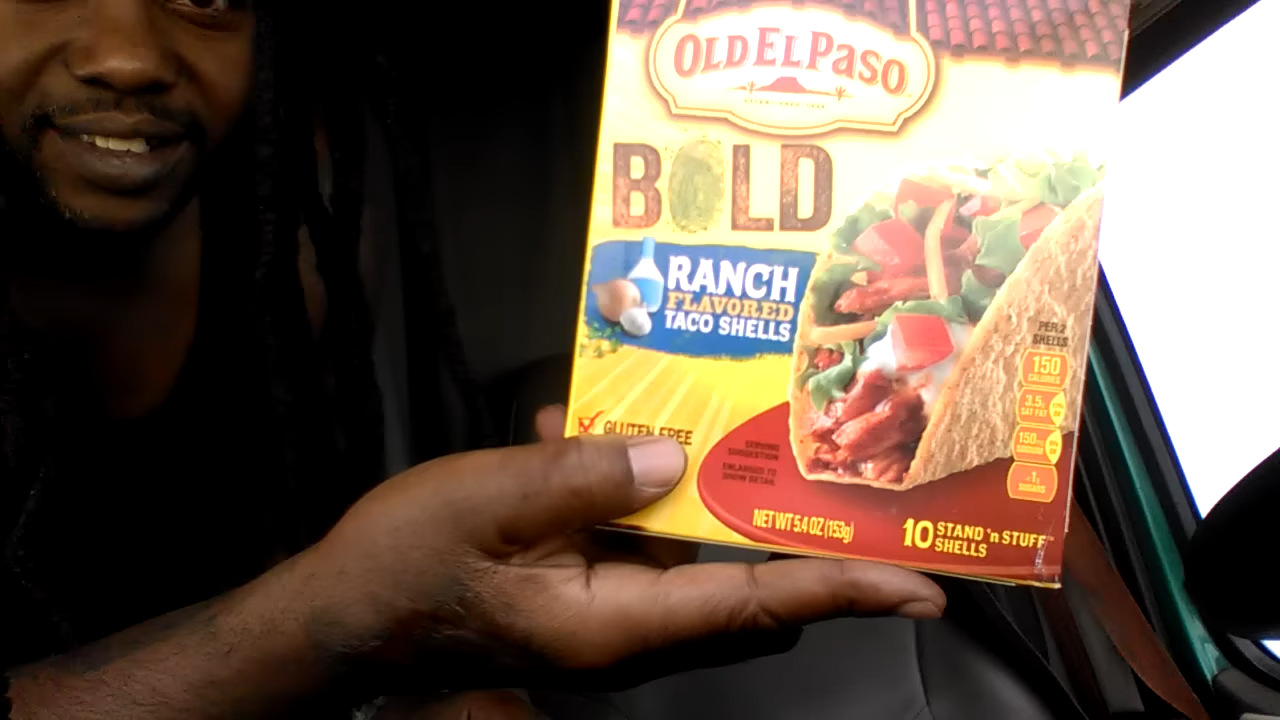 OLD EL PASO
BOLD
RANCH
FLAVORED
TACO SHELLS
PER 2
SHELLS
150
CALORIES
3.5g
SAT FAT
150mg
SODIUM
<1g
SUGARS
GLUTEN FREE
SERVING
SUGGESTION
ENLARGED TO
SHOW DETAIL
NET WT 5.4 OZ (153g)
10 STAND 'n STUFF™
SHELLS